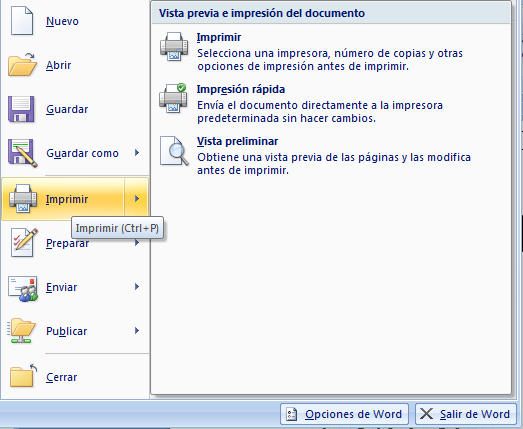 Nuevo
Abrir
Guardar
Guardar como
Imprimir
Imprimir (Ctrl+P)
Preparar
Enviar
Publicar
Cerrar
Vista previa e impresión del documento
Imprimir
Selecciona una impresora, número de copias y otras
opciones de impresión antes de imprimir.
Impresión rápida
Envía el documento directamente a la impresora
predeterminada sin hacer cambios.
Vista preliminar
Obtiene una vista previa de las páginas y las modifica
antes de imprimir.
Opciones de Word
Salir de Word